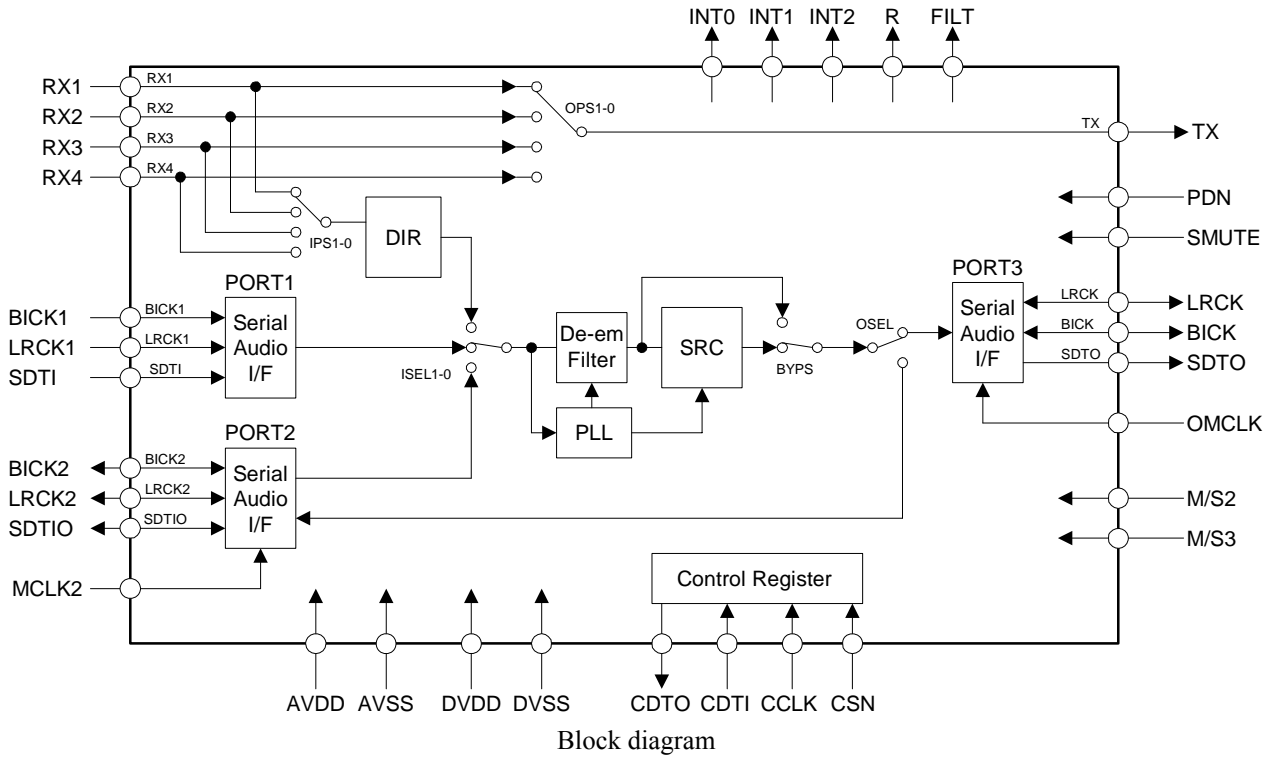 INT0 INT1 INT2 R FILT
RX1 RX1
RX2 RX2 OPS1-0
RX3 RX3 TX TX
RX4 RX4
PDN
IPS1-0 DIR
SMUTE
PORT1 PORT3
BICK1 BICK1 LRCK LRCK
LRCK1 LRCK1 Serial Audio I/F
SDTI SDTI
ISEL1-0
De-em Filter
SRC
BYPS
OSEL
Serial Audio I/F
BICK BICK
SDTO SDTO
PLL
OMCLK
PORT2
BICK2 BICK2
LRCK2 LRCK2 Serial Audio I/F
SDTIO SDTIO
M/S2
M/S3
MCLK2
Control Register
AVDD AVSS DVDD DVSS CDTO CDTI CCLK CSN
Block diagram